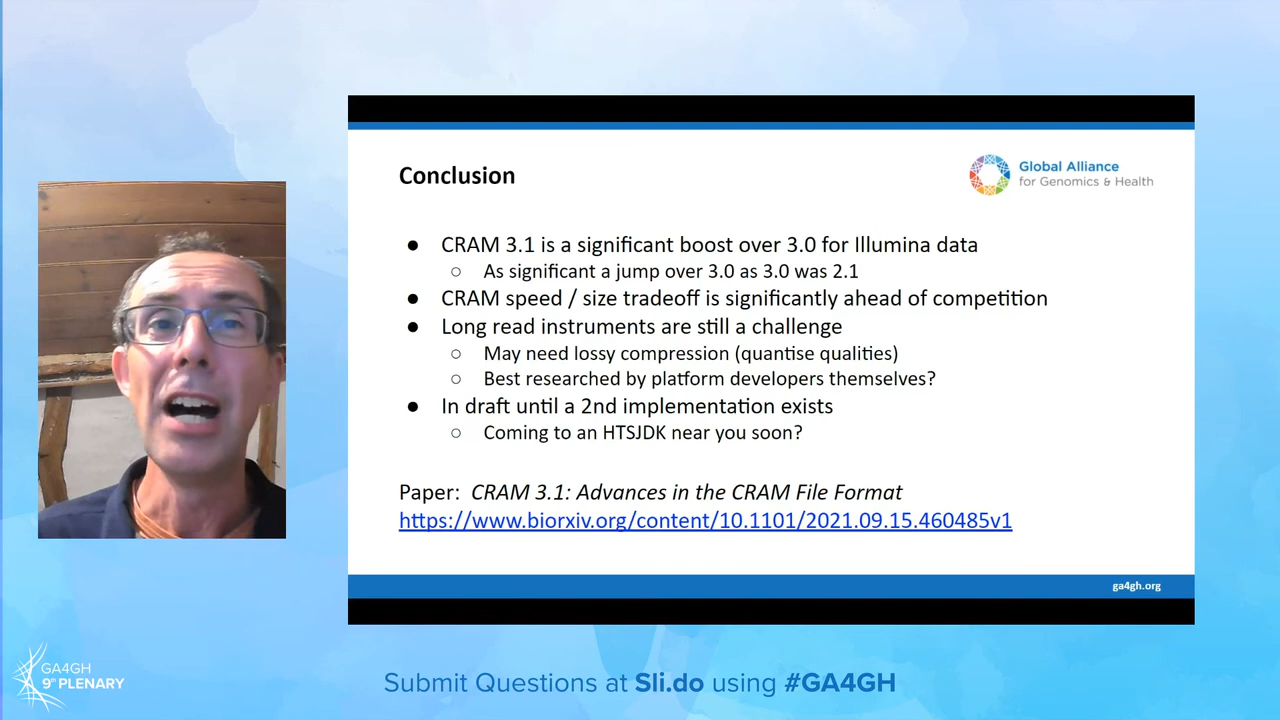 Conclusion
Global Alliance
for Genomics & Health
● CRAM 3.1 is a significant boost over 3.0 for Illumina data
○ As significant a jump over 3.0 as 3.0 was 2.1
● CRAM speed / size tradeoff is significantly ahead of competition
● Long read instruments are still a challenge
○ May need lossy compression (quantise qualities)
○ Best researched by platform developers themselves?
● In draft until a 2nd implementation exists
○ Coming to an HTSJDK near you soon?
Paper: CRAM 3.1: Advances in the CRAM File Format
https://www.biorxiv.org/content/10.1101/2021.09.15.460485v1
ga4gh.org
GA4GH
9th PLENARY
Submit Questions at Sli.do using #GA4GH